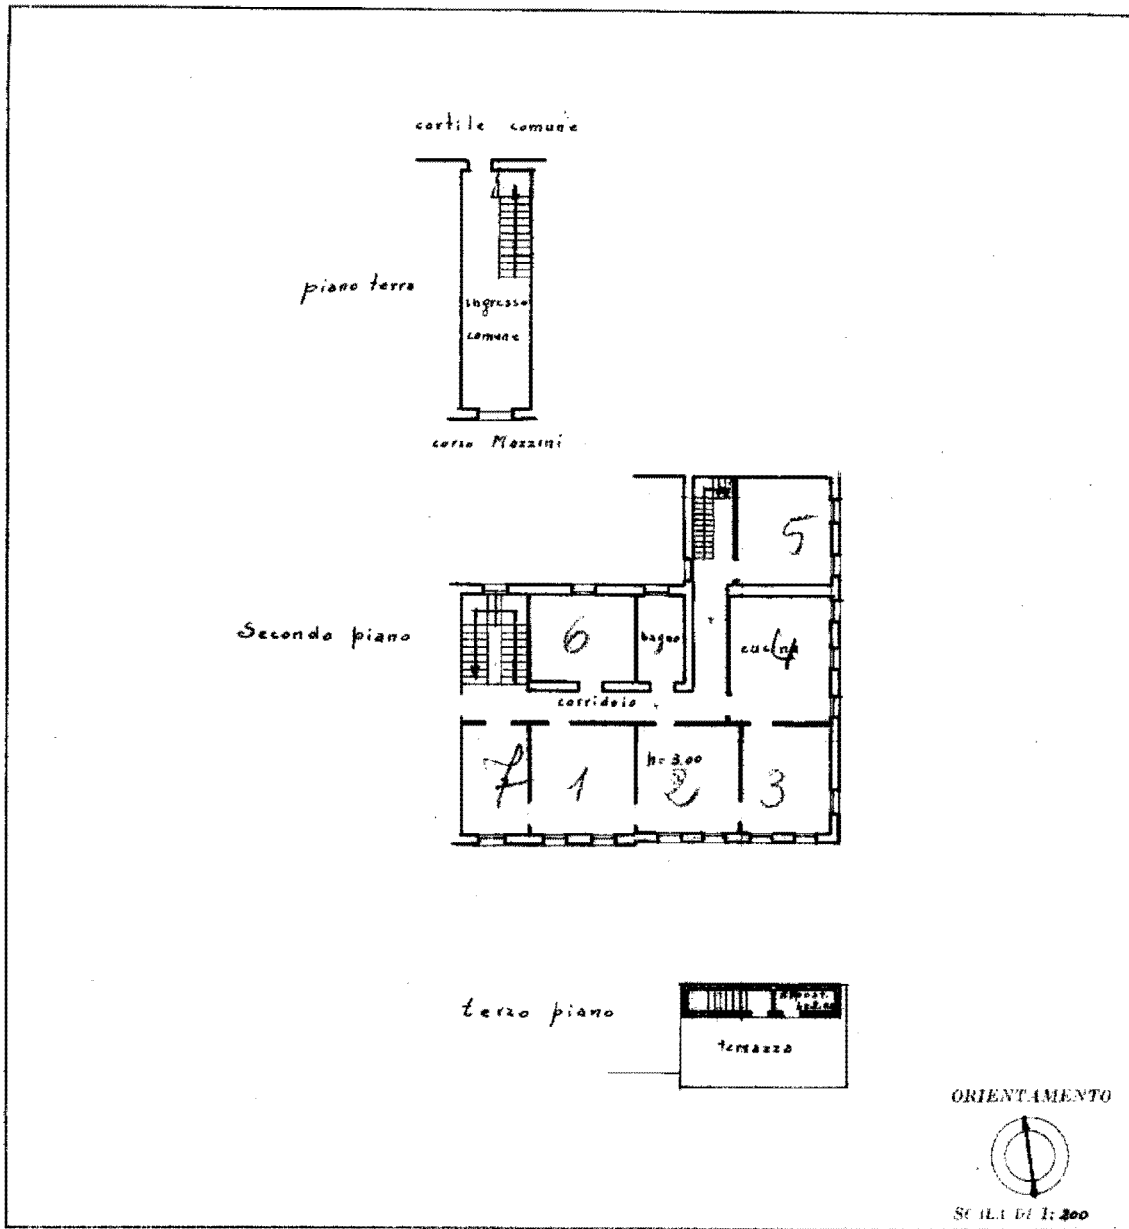 cortile comune
piano terra
ingresso
comune
corso Mazzini
5
Secondo piano
6
bagno
cucina
4
corridoio
7
1
h= 3.00
2
3
terzo piano
terrazza
ORIENTAMENTO
SCALA DI 1: 200